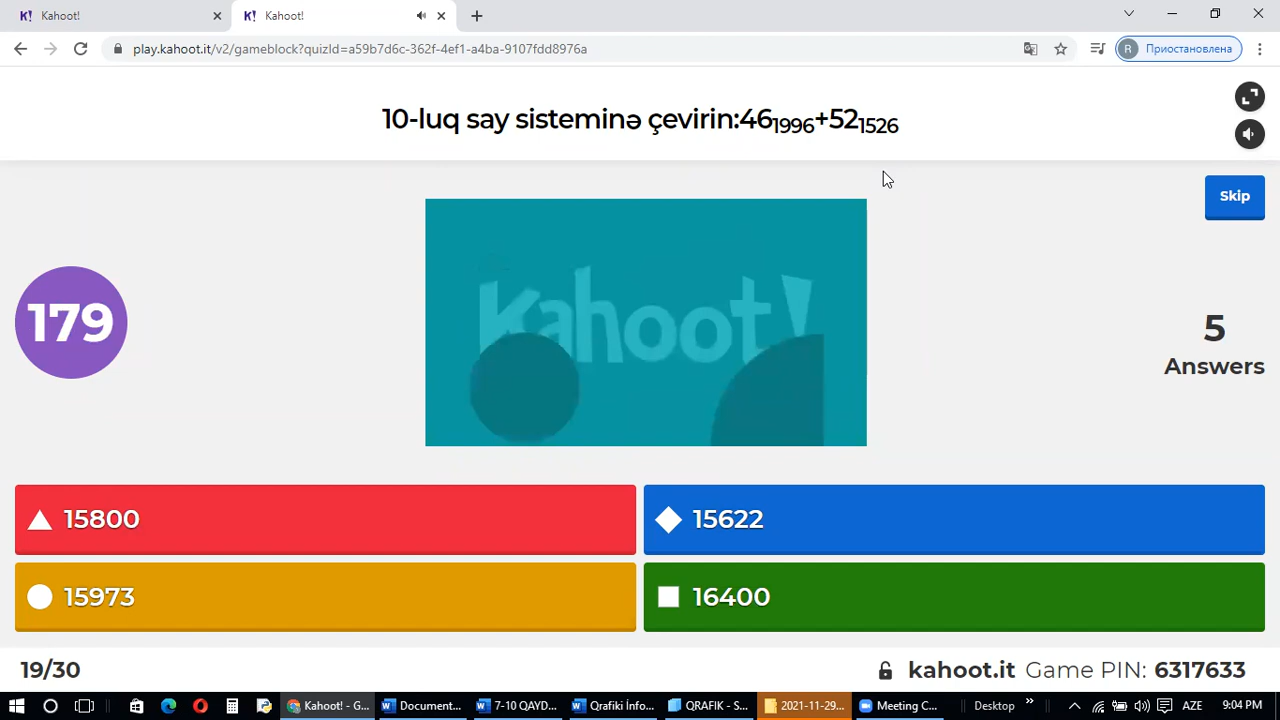 Kahoot!
Kahoot!
play.kahoot.it/v2/gameblock?quizId=a59b7d6c-362f-4ef1-a4ba-9107fdd8976a
R Приостановлена
10-luq say sisteminə çevirin:46₁₉₉₆+52₁₅₂₆
Skip
Kahoot!
179
5
Answers
15800
15622
15973
16400
19/30
kahoot.it Game PIN: 6317633
Kahoot! - G...
Document...
7-10 QAYD...
Qrafiki İnfo...
QRAFIK - S...
2021-11-29...
Meeting C...
Desktop
AZE
9:04 PM